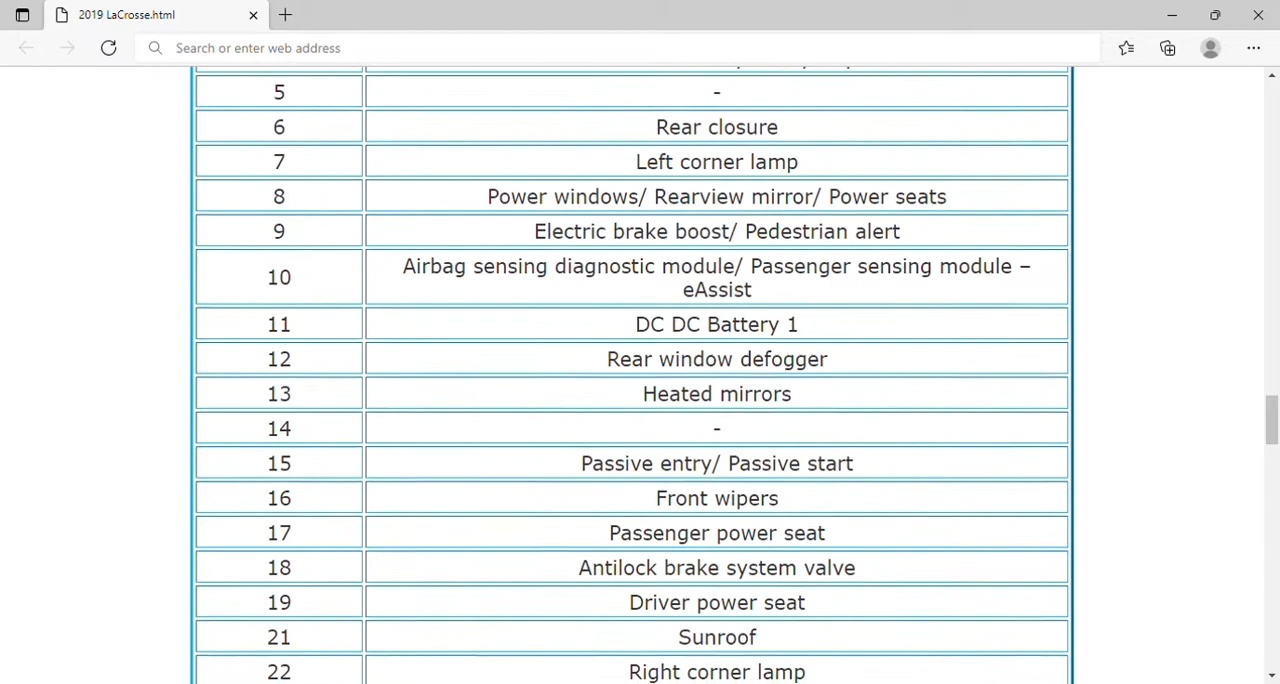 2019 LaCrosse.html
Search or enter web address
5 -
6 Rear closure
7 Left corner lamp
8 Power windows/ Rearview mirror/ Power seats
9 Electric brake boost/ Pedestrian alert
10 Airbag sensing diagnostic module/ Passenger sensing module –
eAssist
11 DC DC Battery 1
12 Rear window defogger
13 Heated mirrors
14 -
15 Passive entry/ Passive start
16 Front wipers
17 Passenger power seat
18 Antilock brake system valve
19 Driver power seat
21 Sunroof
22 Right corner lamp